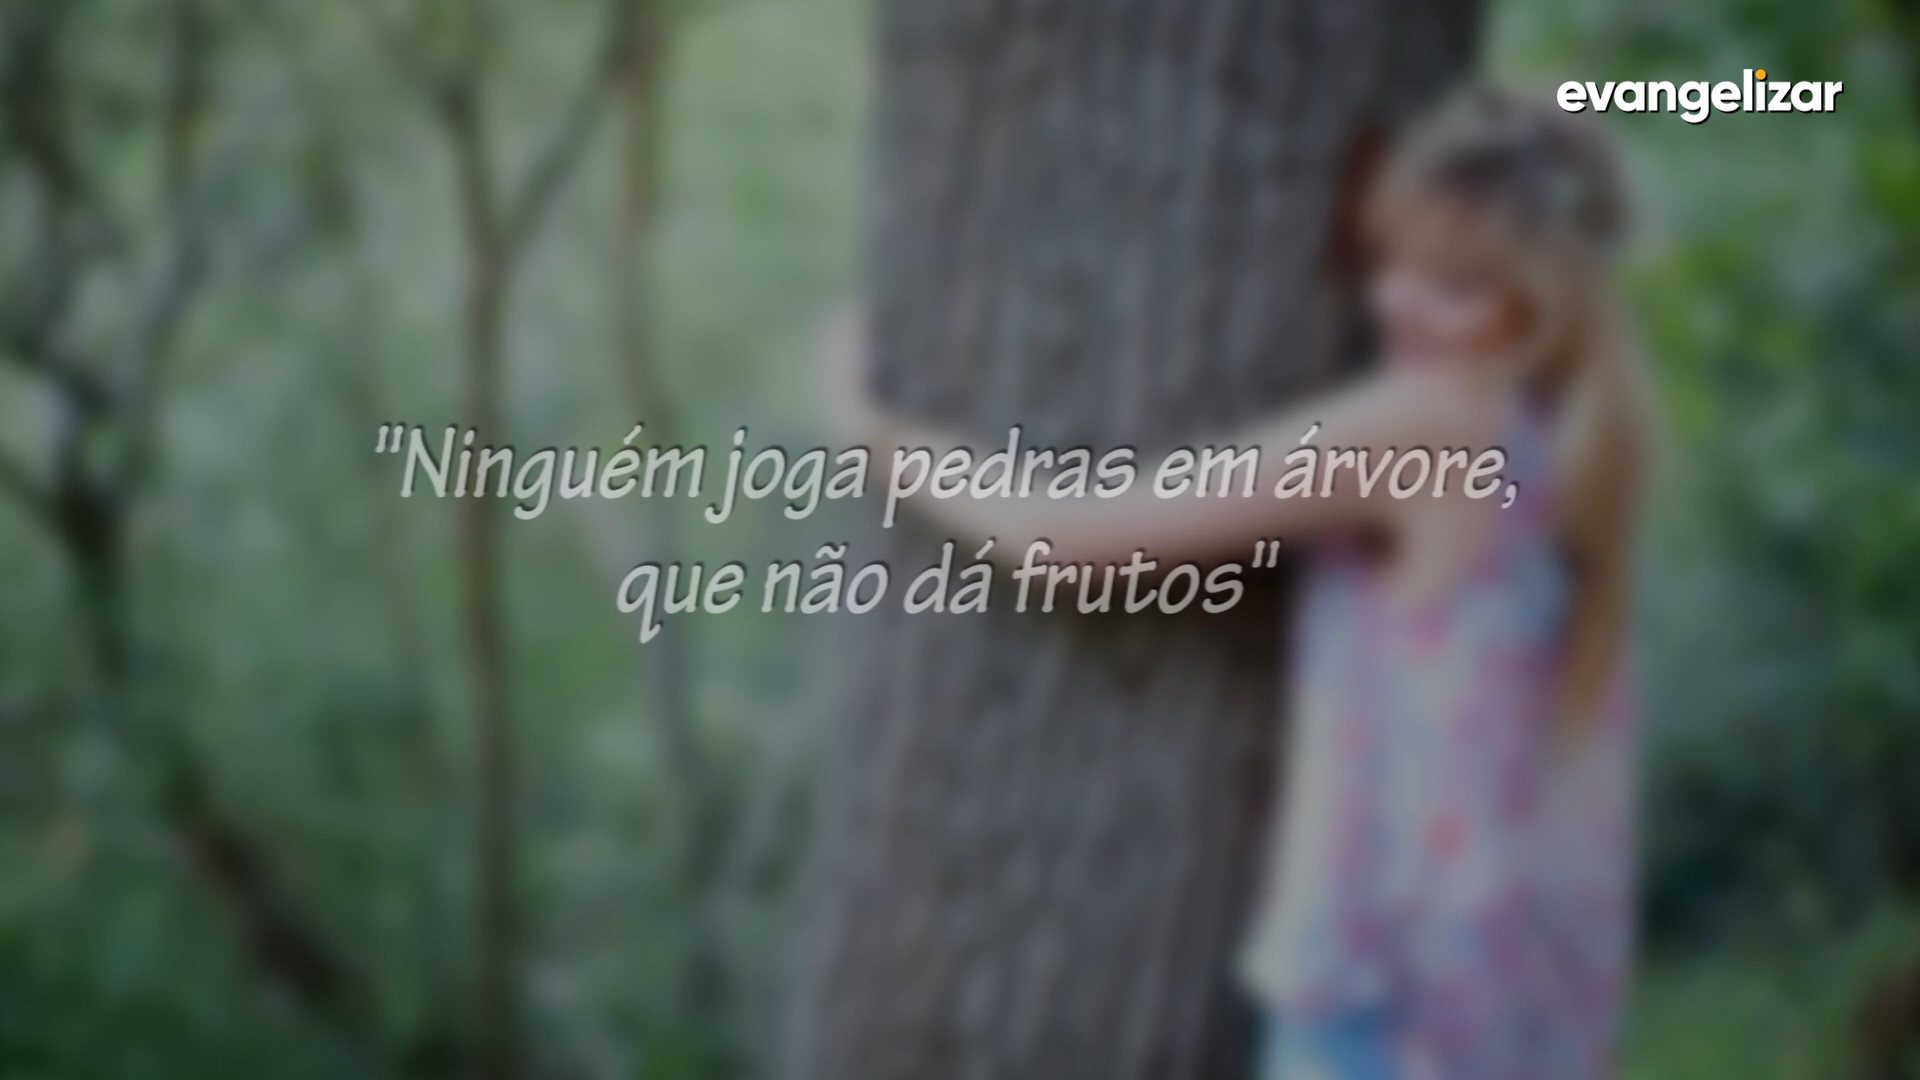 evangelizar
"Ninguém joga pedras em árvore,
que não dá frutos"